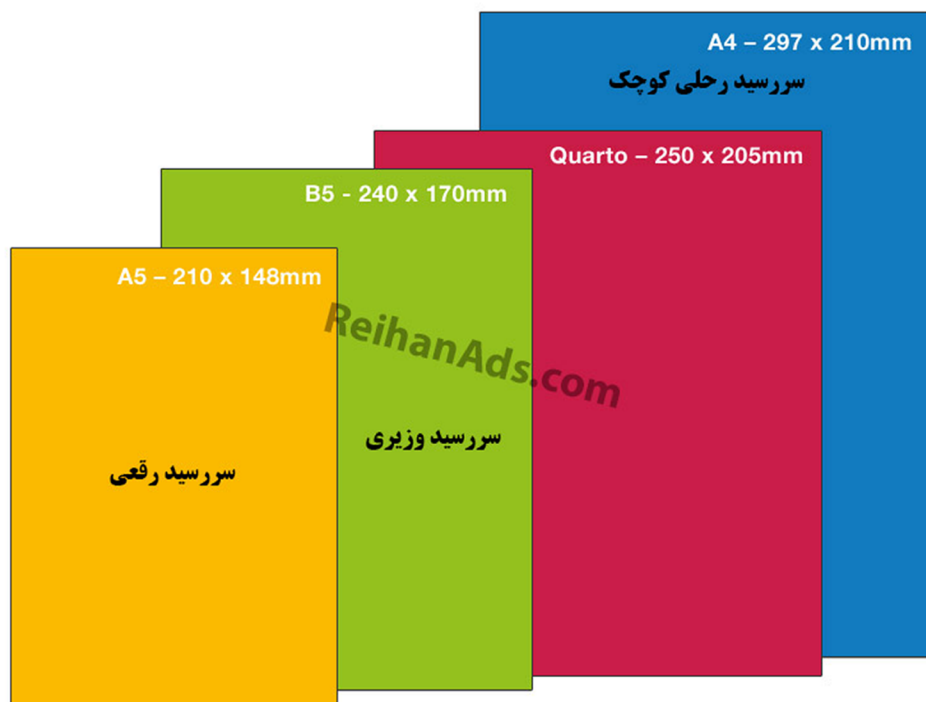 A4 – 297 x 210mm
سررسید رحلی کوچک
Quarto – 250 x 205mm
B5 - 240 x 170mm
A5 – 210 x 148mm
ReihanAds.com
سررسید وزیری
سررسید رقعی